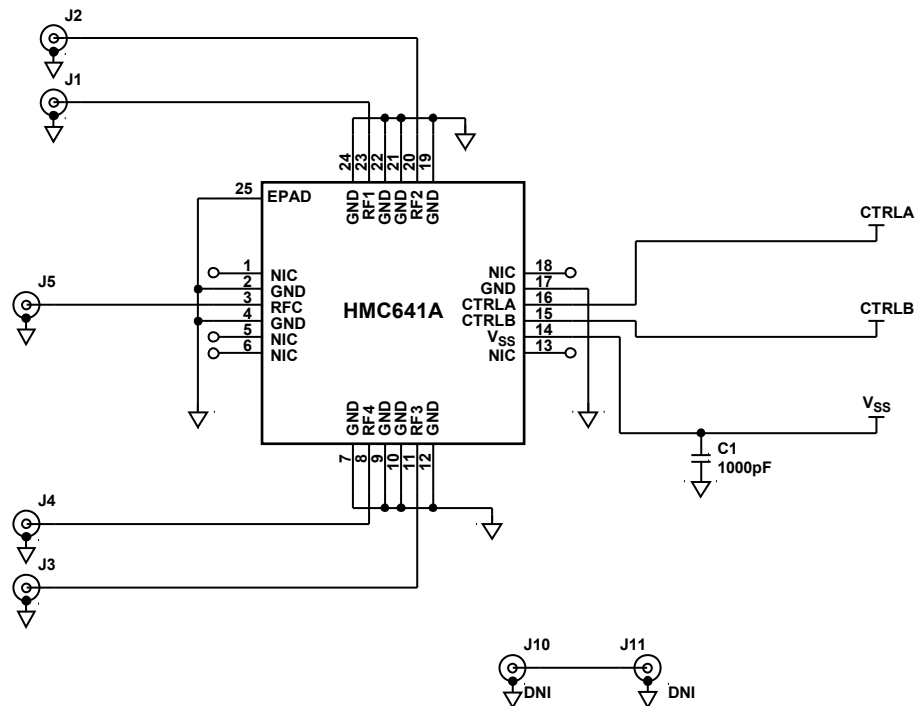 J2
J1
24
23
22
21
20
19
25
EPAD
GND
RF1
GND
GND
RF2
GND
CTRLA
1
NIC
NIC
18
2
GND
GND
17
J5
3
RFC
HMC641A
CTRLA
16
CTRLB
4
GND
CTRLB
15
5
NIC
VSS
14
6
NIC
NIC
13
VSS
GND
RF4
GND
GND
RF3
GND
7
8
9
10
11
12
C1
1000pF
J4
J3
J10
J11
DNI
DNI